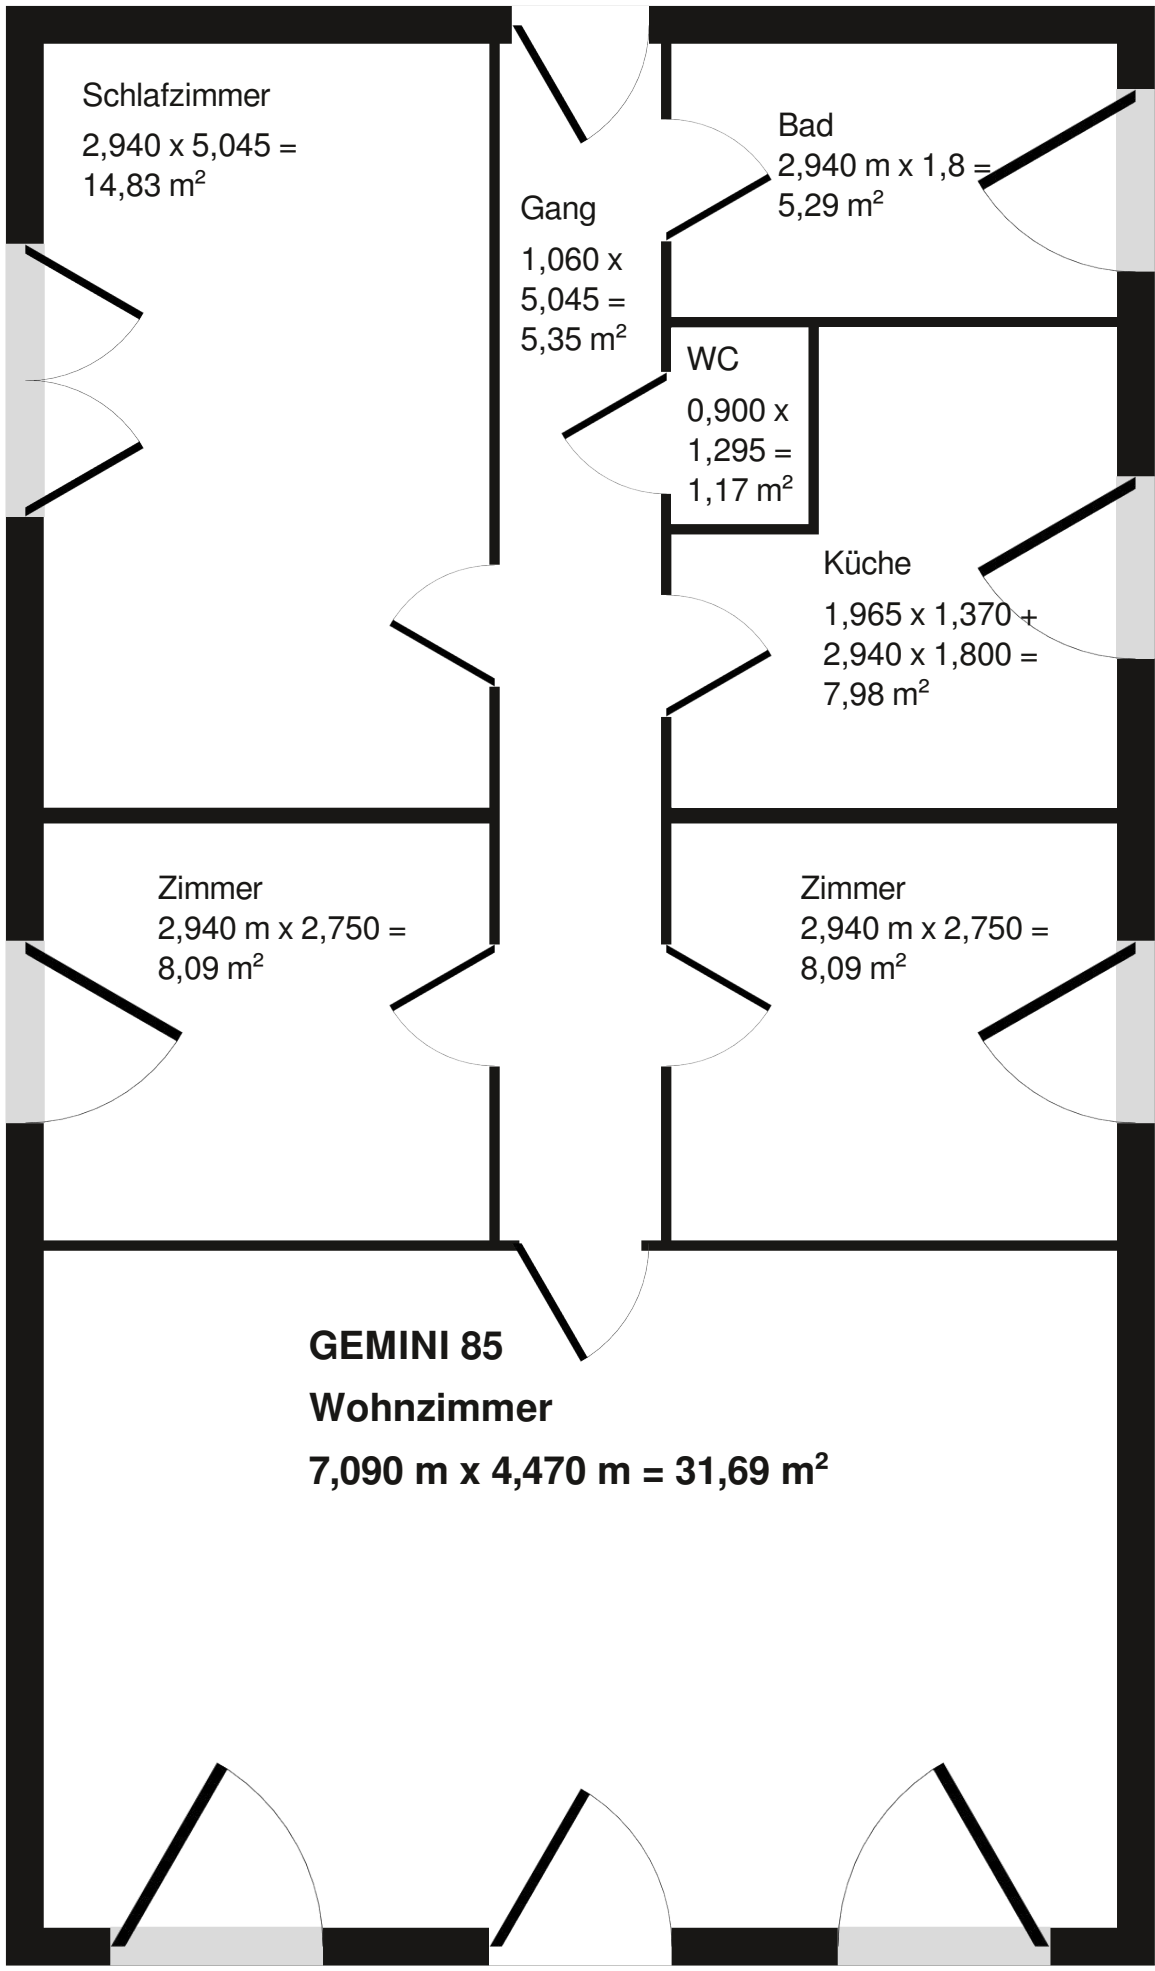 Schlafzimmer
2,940 x 5,045 =
14,83 m²
Bad
2,940 m x 1,8 =
5,29 m²
Gang
1,060 x
5,045 =
5,35 m²
WC
0,900 x
1,295 =
1,17 m²
Küche
1,965 x 1,370 +
2,940 x 1,800 =
7,98 m²
Zimmer
2,940 m x 2,750 =
8,09 m²
Zimmer
2,940 m x 2,750 =
8,09 m²
GEMINI 85
Wohnzimmer
7,090 m x 4,470 m = 31,69 m²